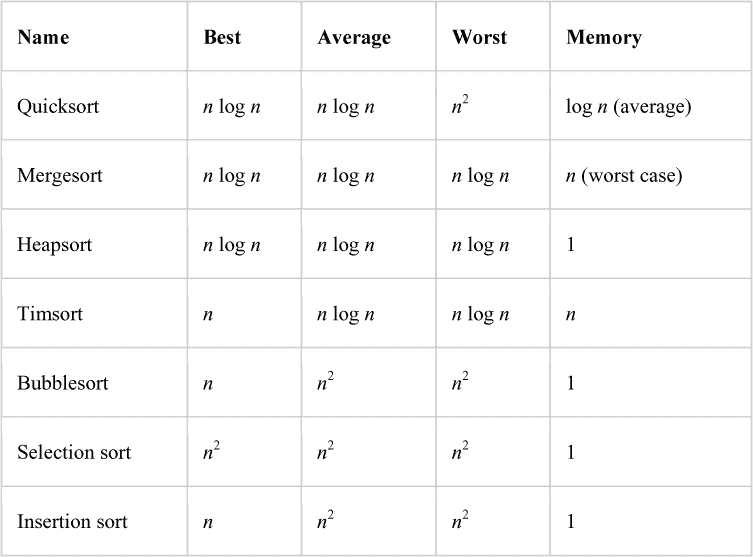 Name Best Average Worst Memory
Quicksort n log n n log n n² log n (average)
Mergesort n log n n log n n log n n (worst case)
Heapsort n log n n log n n log n 1
Timsort n n log n n log n n
Bubblesort n n² n² 1
Selection sort n² n² n² 1
Insertion sort n n² n² 1